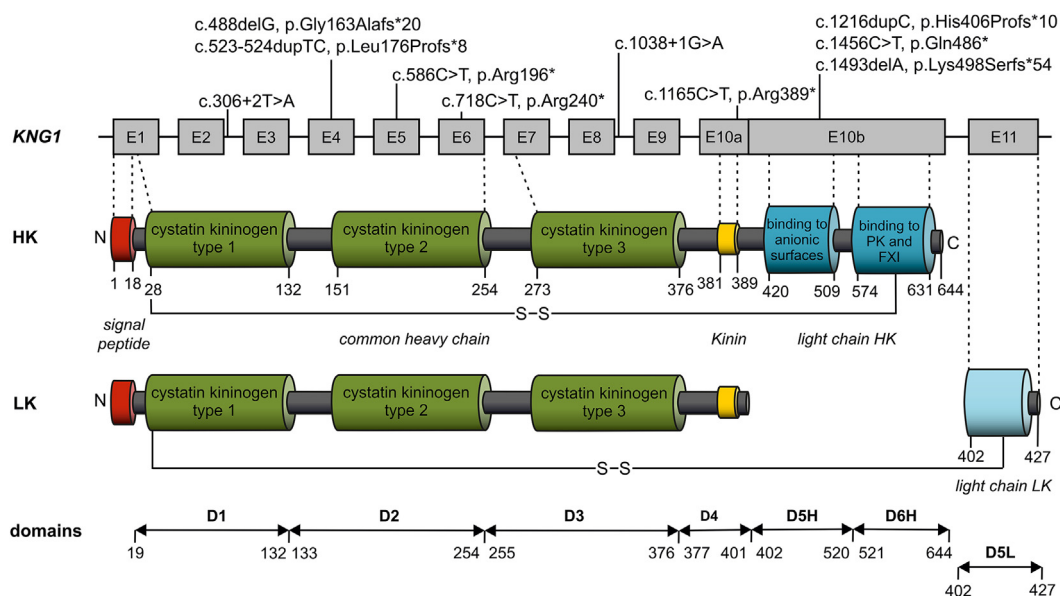 c.488delG, p.Gly163Alafs*20
c.523-524dupTC, p.Leu176Profs*8
c.1216dupC, p.His406Profs*10
c.1456C>T, p.Gln486*
c.1493delA, p.Lys498Serfs*54
c.1038+1G>A
c.586C>T, p.Arg196*
c.306+2T>A
c.718C>T, p.Arg240*
c.1165C>T, p.Arg389*
KNG1
E1 E2 E3 E4 E5 E6 E7 E8 E9 E10a E10b E11
HK
N
cystatin kininogen
type 1
cystatin kininogen
type 2
cystatin kininogen
type 3
binding to
anionic
surfaces
binding to
PK and
FXI
C
1 18 28 132 151 254 273 376 381 389 420 509 574 631 644
S–S
signal
peptide
common heavy chain
Kinin
light chain HK
LK
N
cystatin kininogen
type 1
cystatin kininogen
type 2
cystatin kininogen
type 3
C
402 427
S–S
light chain LK
domains
D1 D2 D3 D4 D5H D6H
19 132 133 254 255 376 377 401 402 520 521 644
D5L
402 427